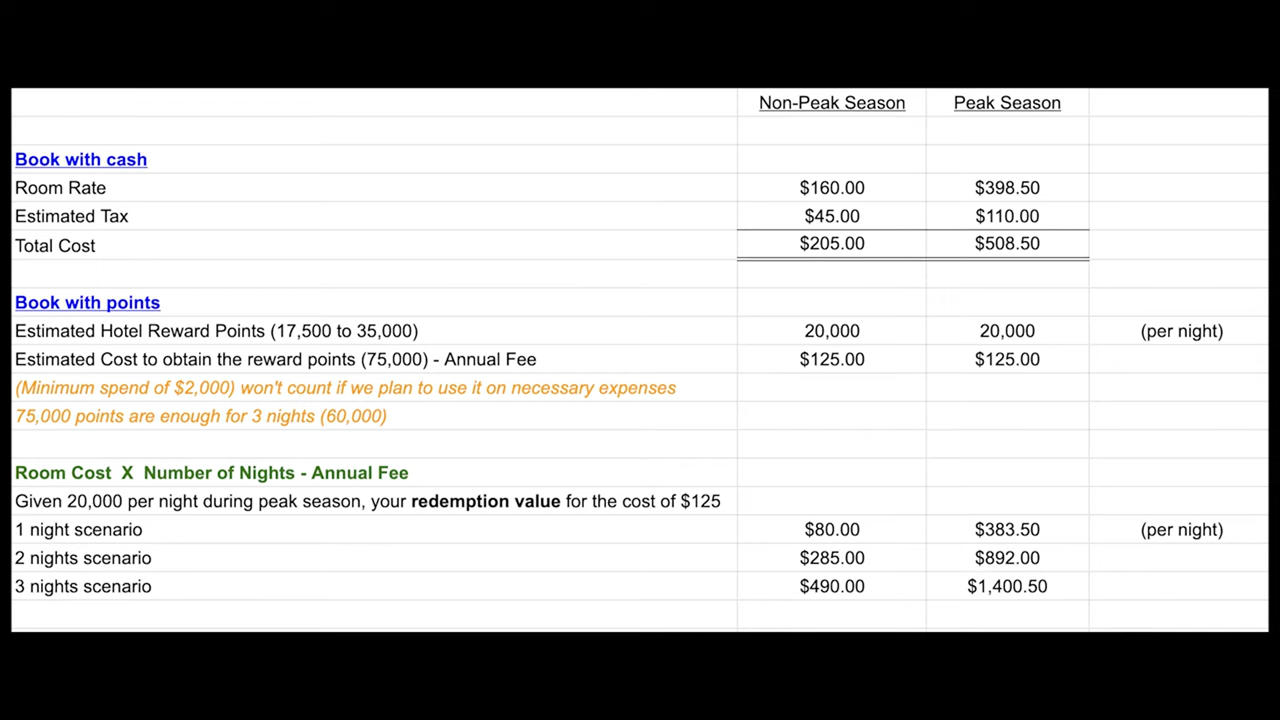 Non-Peak Season Peak Season
Book with cash
Room Rate $160.00 $398.50
Estimated Tax $45.00 $110.00
Total Cost $205.00 $508.50
Book with points
Estimated Hotel Reward Points (17,500 to 35,000) 20,000 20,000 (per night)
Estimated Cost to obtain the reward points (75,000) - Annual Fee $125.00 $125.00
(Minimum spend of $2,000) won't count if we plan to use it on necessary expenses
75,000 points are enough for 3 nights (60,000)
Room Cost X Number of Nights - Annual Fee
Given 20,000 per night during peak season, your redemption value for the cost of $125
1 night scenario $80.00 $383.50 (per night)
2 nights scenario $285.00 $892.00
3 nights scenario $490.00 $1,400.50